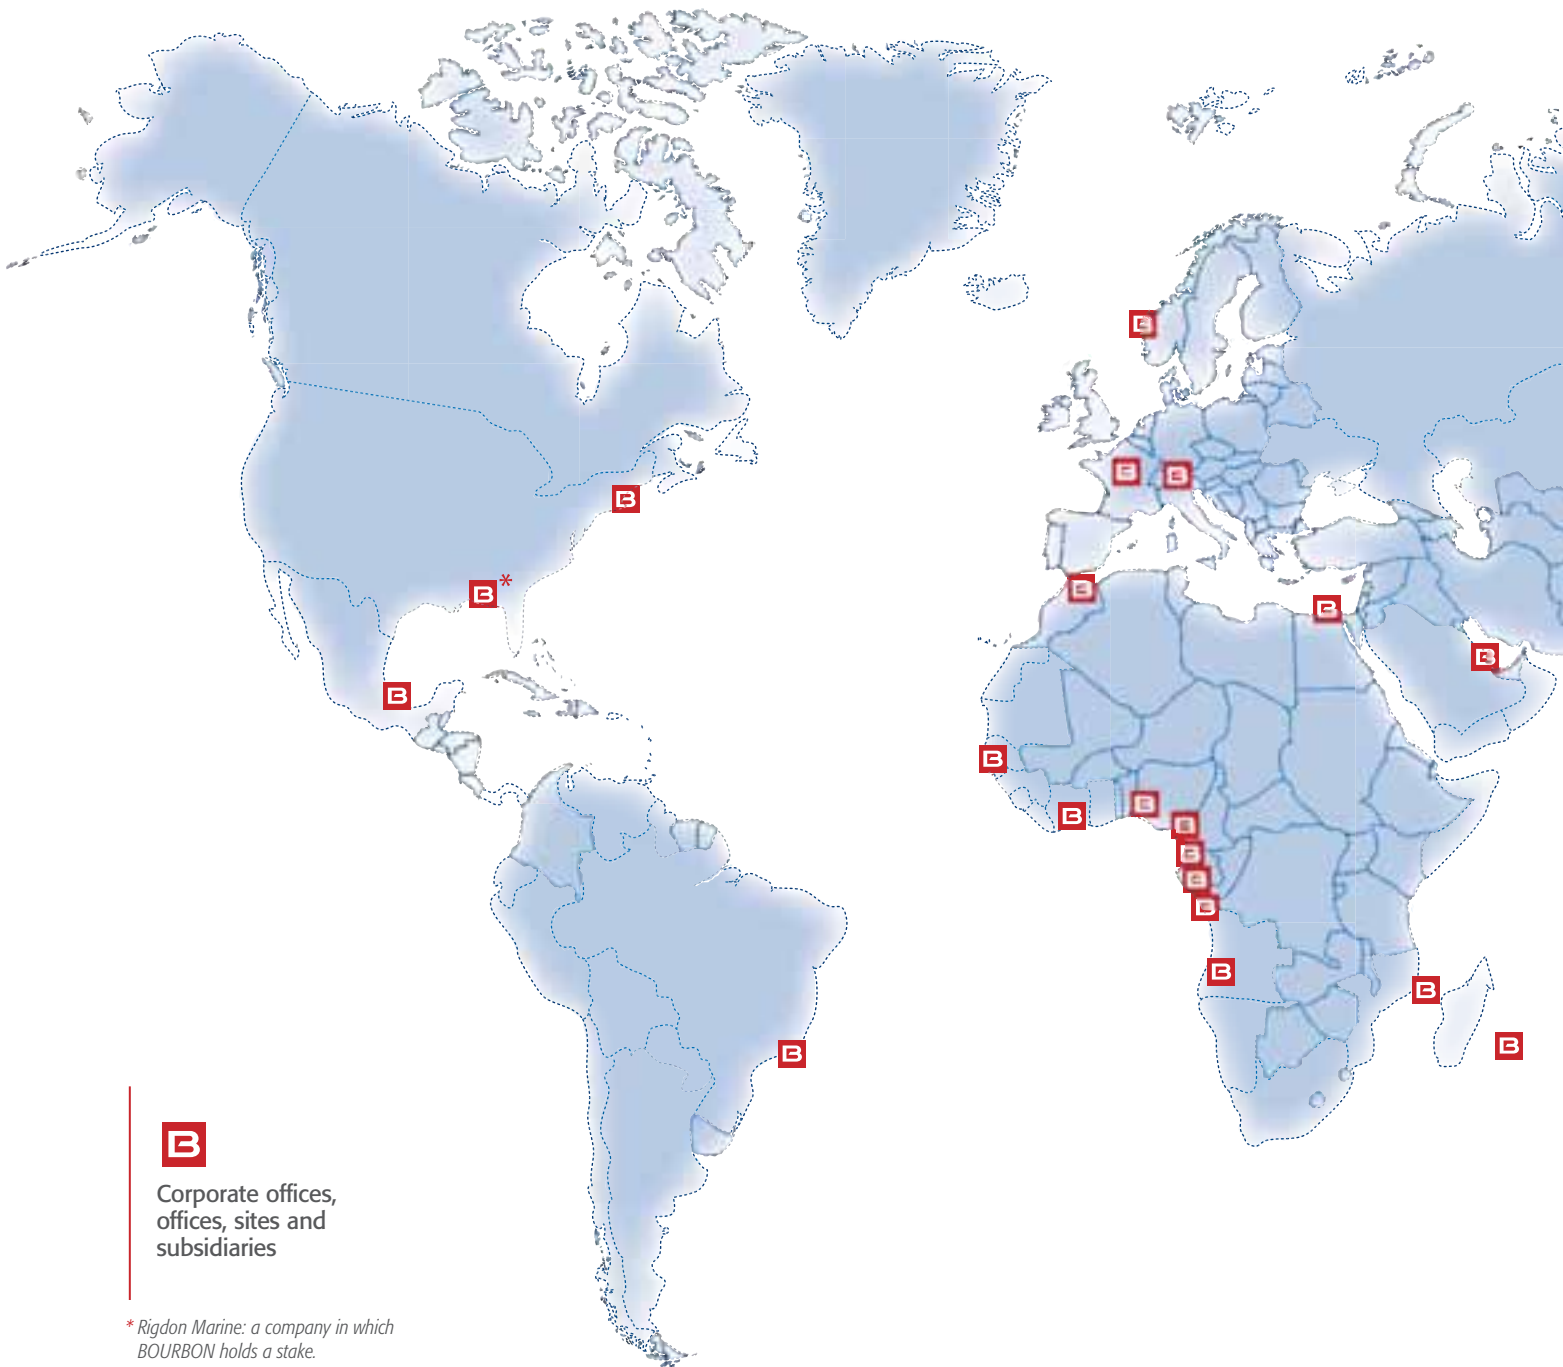 *
Corporate offices,
offices, sites and
subsidiaries
* Rigdon Marine: a company in which
BOURBON holds a stake.